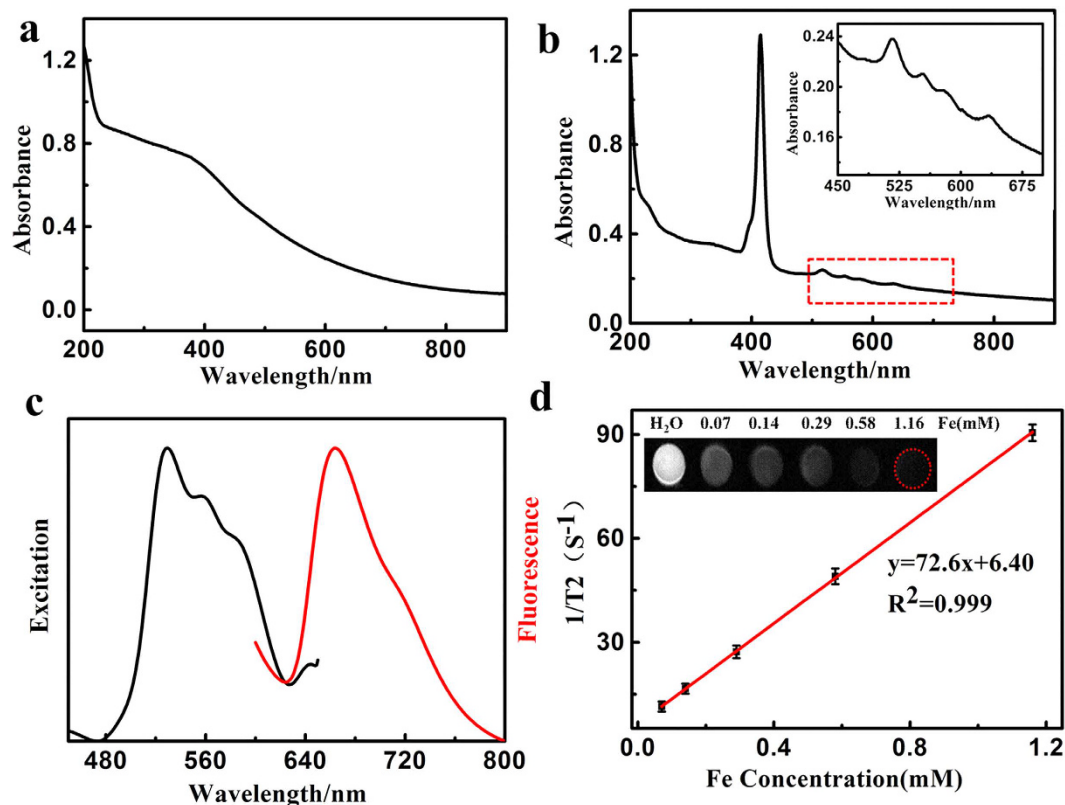 a
1.2
0.8
0.4
0.0
Absorbance
200 400 600 800
Wavelength/nm
b
1.2
0.8
0.4
0.0
Absorbance
200 400 600 800
Wavelength/nm
0.24
0.20
0.16
Absorbance
450 525 600 675
Wavelength/nm
c
Excitation
Fluorescence
480 560 640 720 800
Wavelength/nm
d
90
60
30
1/T2 （S⁻¹）
H₂O 0.07 0.14 0.29 0.58 1.16 Fe(mM)
y=72.6x+6.40
R²=0.999
0.0 0.4 0.8 1.2
Fe Concentration(mM)